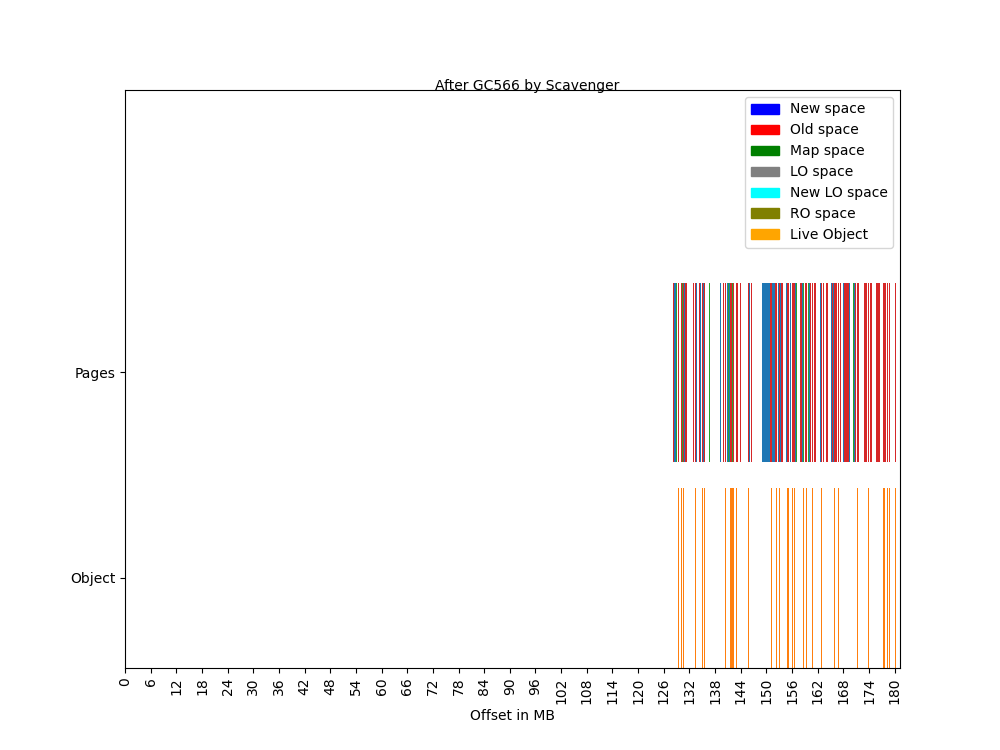 After GC566 by Scavenger
New space
Old space
Map space
LO space
New LO space
RO space
Live Object
Pages
Object
0 6 12 18 24 30 36 42 48 54 60 66 72 78 84 90 96 102 108 114 120 126 132 138 144 150 156 162 168 174 180
Offset in MB